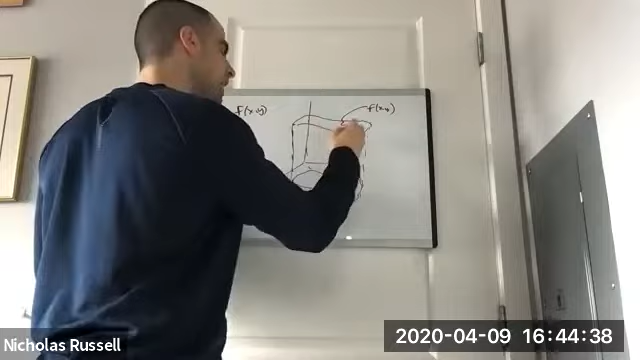 f(x,y)
f(x,y)
Nicholas Russell
2020-04-09 16:44:38